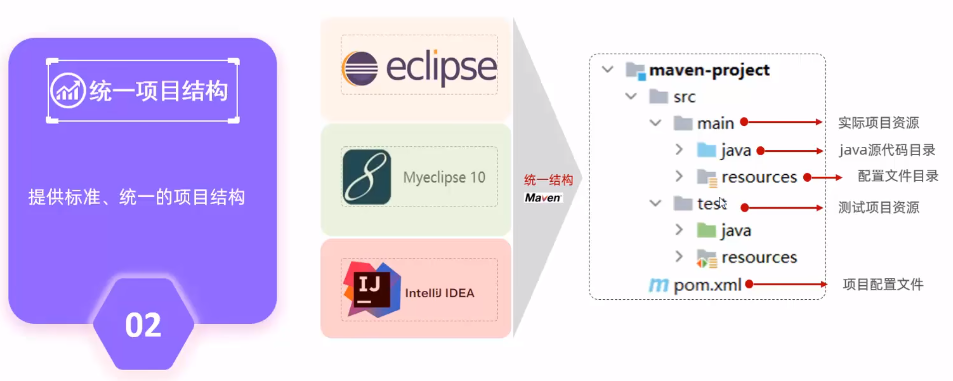 统一项目结构
提供标准、统一的项目结构
02
eclipse
Myeclipse 10
IJ
IntelliJ IDEA
统一结构
Maven
maven-project
src
main
实际项目资源
java
java源代码目录
resources
配置文件目录
test
测试项目资源
java
resources
pom.xml
项目配置文件